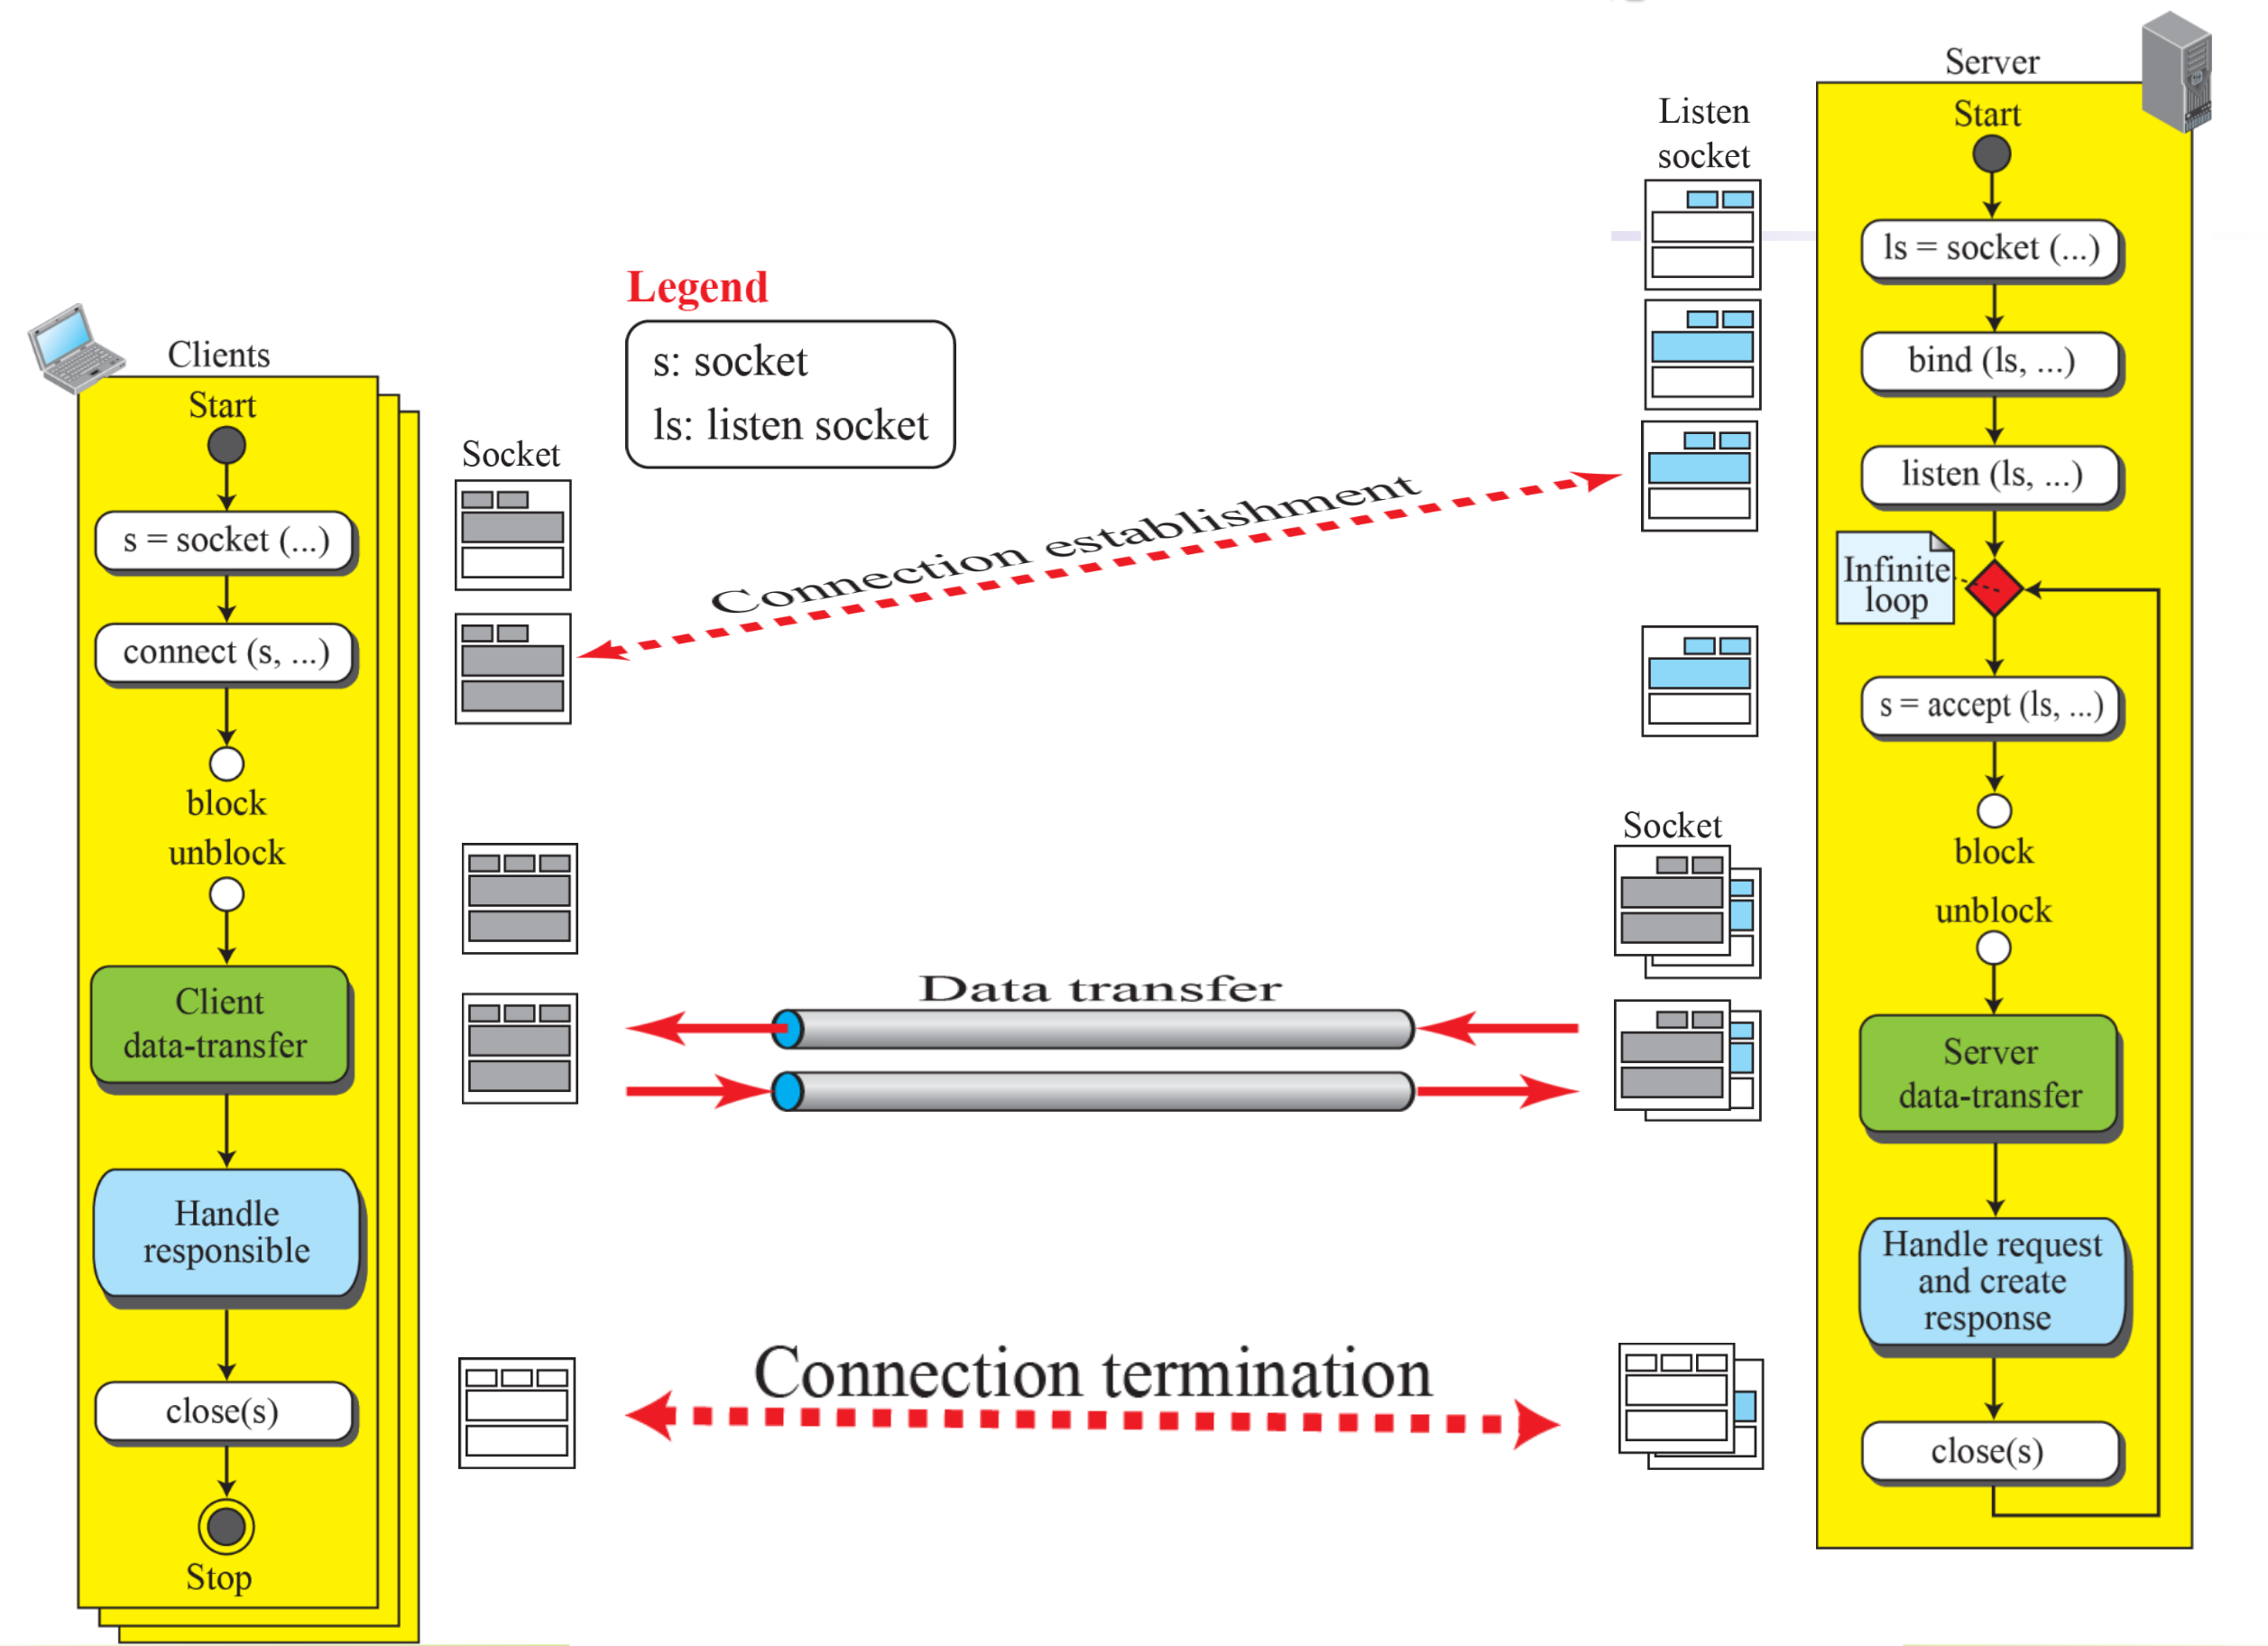 Clients
Start
s = socket (...)
connect (s, ...)
block
unblock
Client
data-transfer
Handle
responsible
close(s)
Stop
Socket
Legend
s: socket
ls: listen socket
Connection establishment
Data transfer
Connection termination
Listen
socket
Socket
Server
Start
ls = socket (...)
bind (ls, ...)
listen (ls, ...)
Infinite
loop
s = accept (ls, ...)
block
unblock
Server
data-transfer
Handle request
and create
response
close(s)